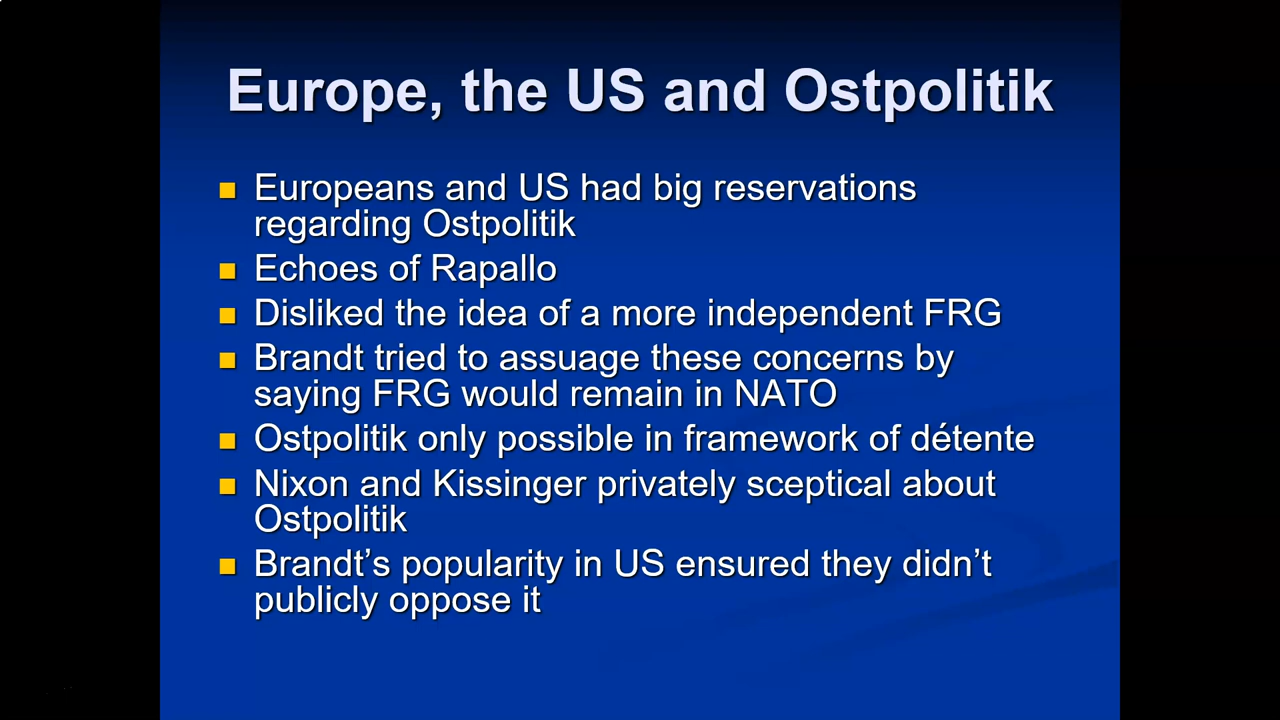 Europe, the US and Ostpolitik
Europeans and US had big reservations
regarding Ostpolitik
Echoes of Rapallo
Disliked the idea of a more independent FRG
Brandt tried to assuage these concerns by
saying FRG would remain in NATO
Ostpolitik only possible in framework of détente
Nixon and Kissinger privately sceptical about
Ostpolitik
Brandt’s popularity in US ensured they didn’t
publicly oppose it